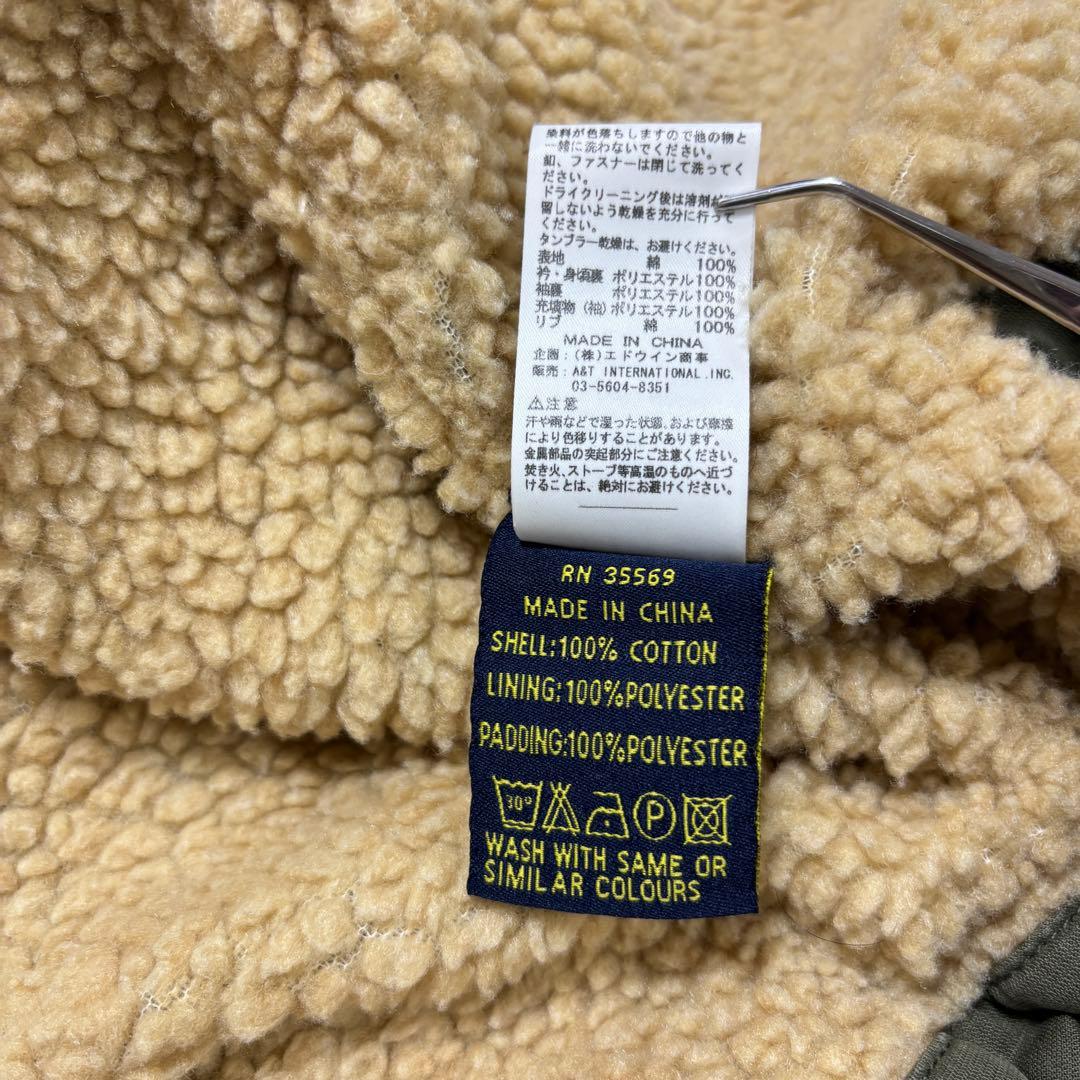 染料が色落ちしますので他の物と
一緒に洗わないでください。
釦、ファスナーは閉じて洗ってく
ださい。
ドライクリーニング後は溶剤が
留しないよう乾燥を充分に行って
ください。
タンブラー乾燥は、お避けください。
表地 綿 100%
衿・身頃裏 ポリエステル 100%
袖裏 ポリエステル 100%
充填物(袖) ポリエステル 100%
リブ 綿 100%
MADE IN CHINA
企画:(株)エドウイン商事
販売: A&T INTERNATIONAL.INC.
03-5604-8351
⚠注意
汗や雨などで湿った状態、および摩擦
により色移りすることがあります。
金属部品の突起部分にご注意ください。
焚き火、ストーブ等高温のものへ近づ
けることは、絶対にお避けください。
RN 35569
MADE IN CHINA
SHELL:100% COTTON
LINING:100%POLYESTER
PADDING:100%POLYESTER
30° P
WASH WITH SAME OR
SIMILAR COLOURS